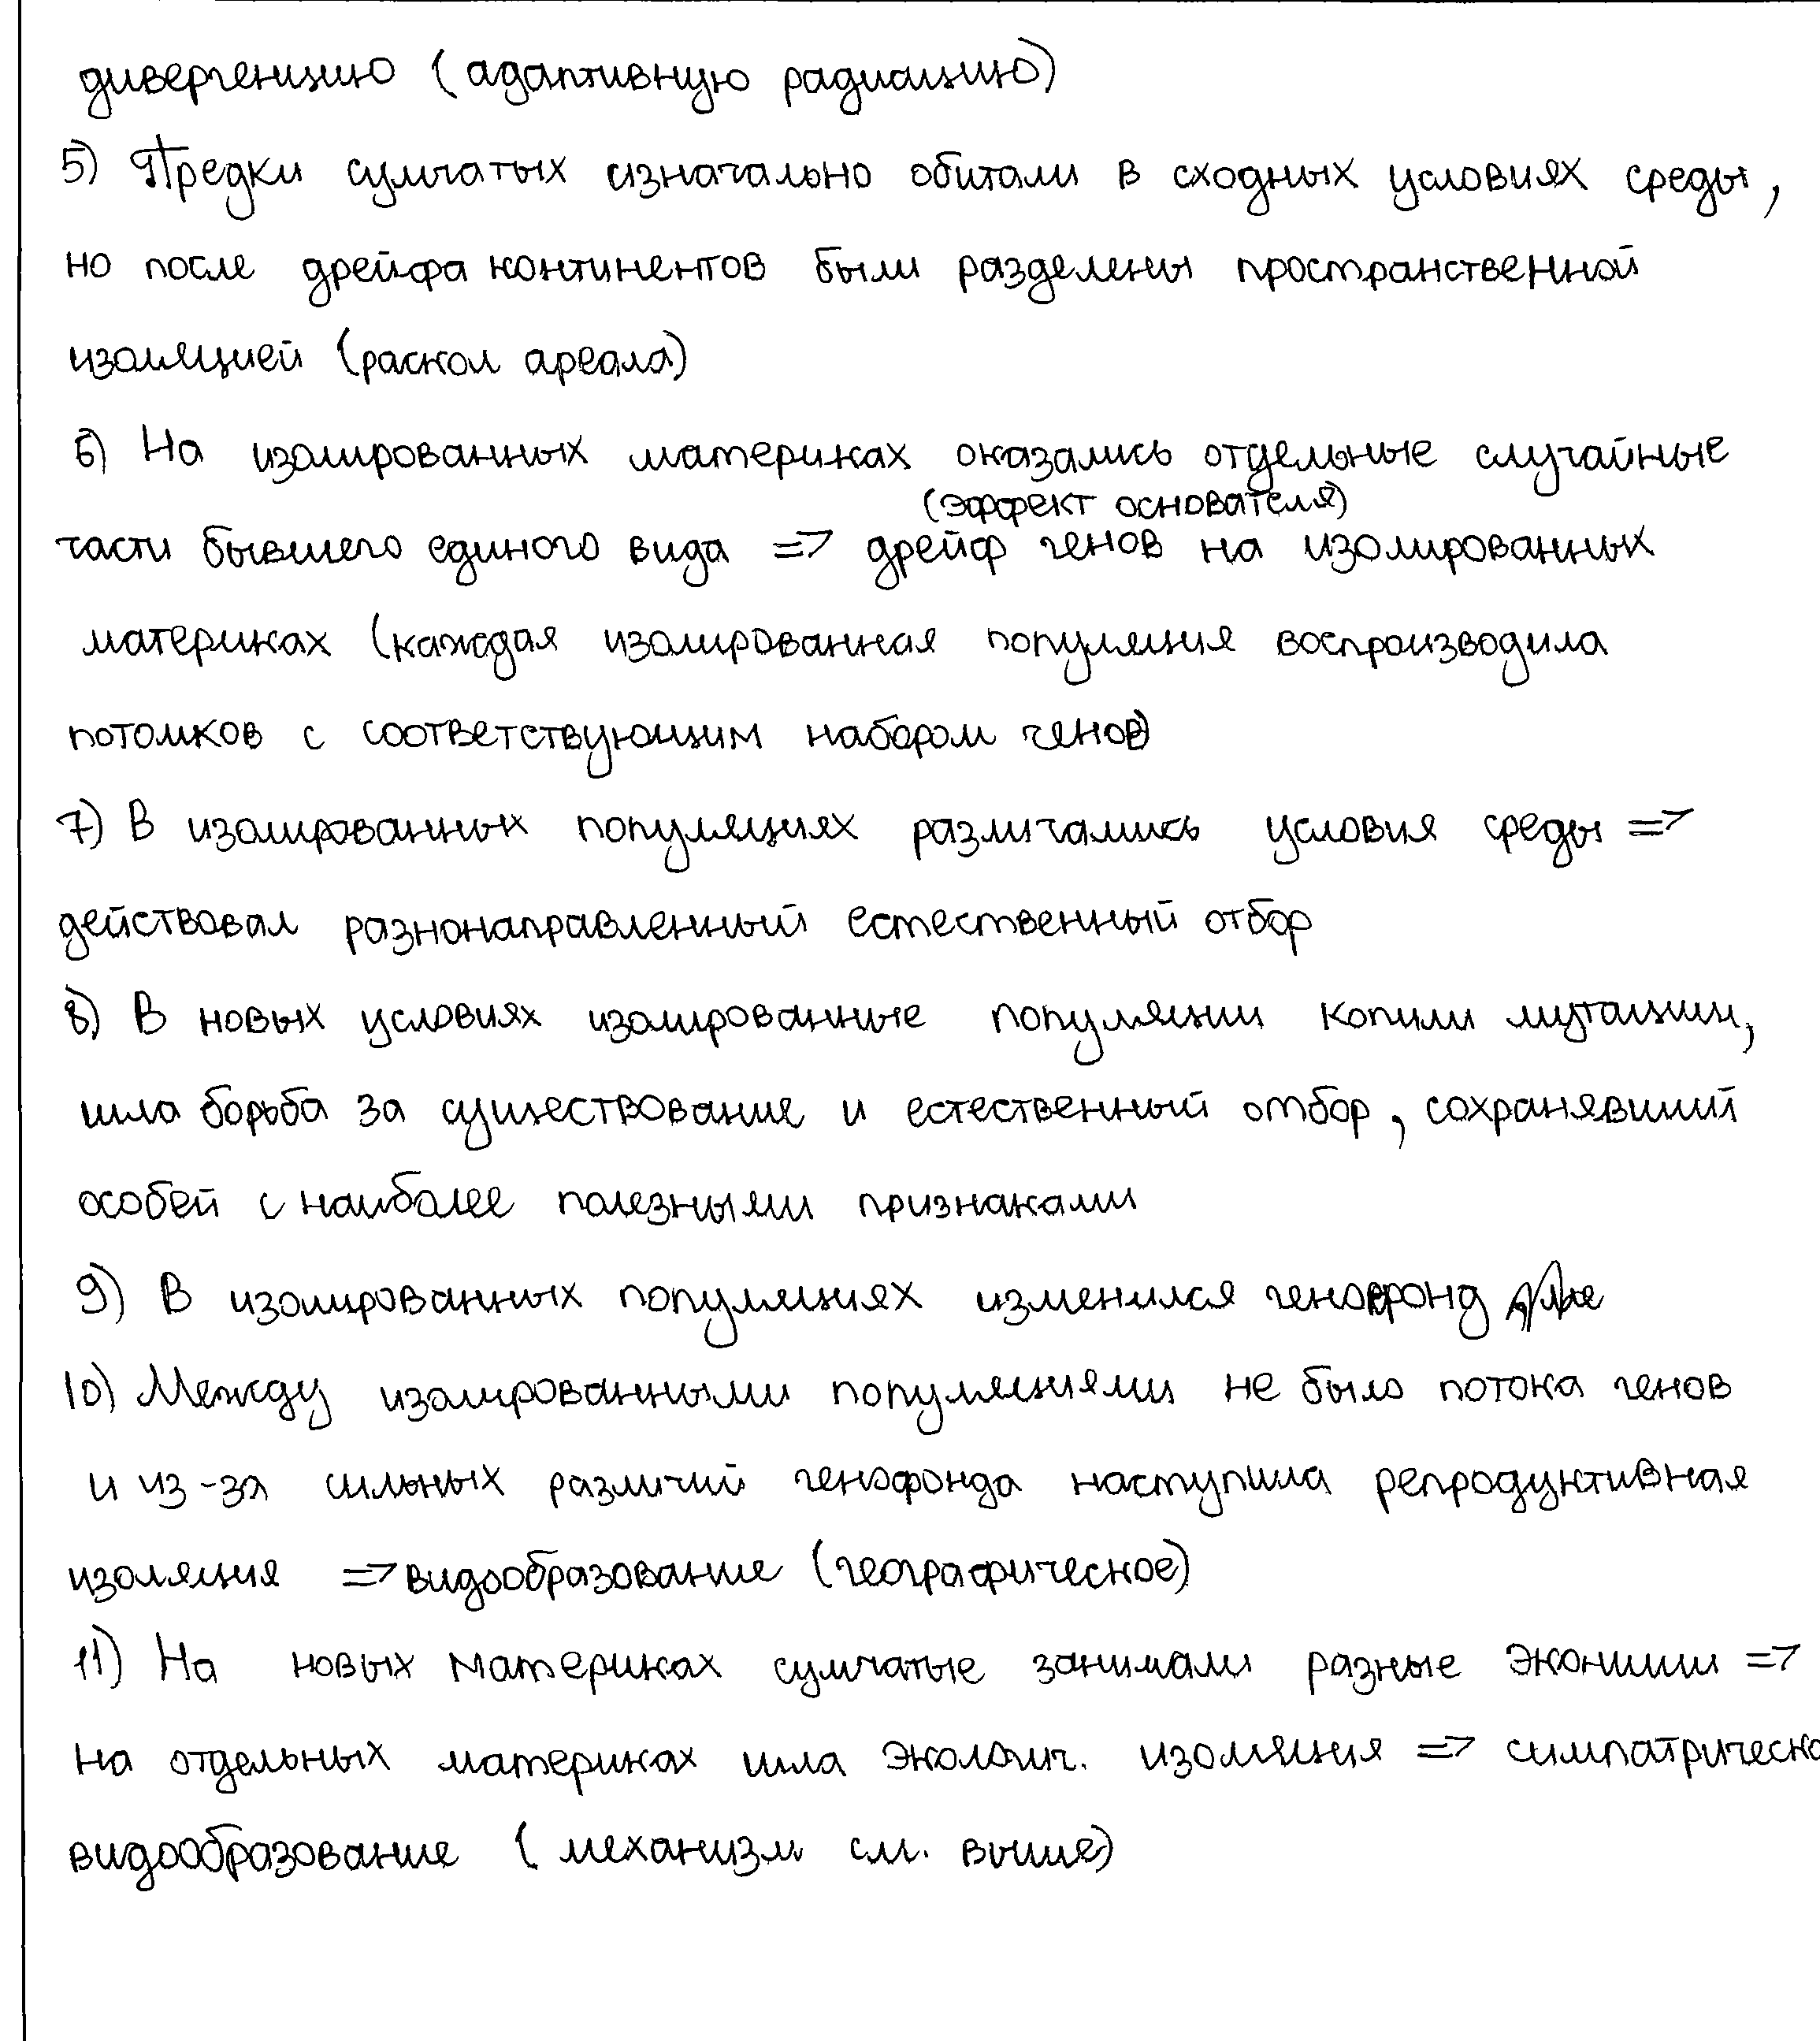 дивергенцию (адаптивную радиацию)
5) Предки сумчатых изначально обитали в сходных условиях среды,
но после дрейфа континентов были разделены пространственной
изоляцией (раскол ареала)
6) На изолированных материках оказались отдельные случайные
(эффект основателя)
части бывшего единого вида => дрейф генов на изолированных
материках (каждая изолированная популяция воспроизводила
потомков с соответствующим набором генов)
7) В изолированных популяциях различались условия среды =>
действовал разнонаправленный естественный отбор
8) В новых условиях изолированные популяции копили мутации,
шла борьба за существование и естественный отбор, сохранявший
особей с наиболее полезными признаками
9) В изолированных популяциях изменился генофонд
10) Между изолированными популяциями не было потока генов
и из-за сильных различий генофонда наступила репродуктивная
изоляция => видообразование (географическое)
11) На новых материках сумчатые занимали разные экониши =>
на отдельных материках шла экологич. изоляция => симпатрическо
видообразование (механизм см. выше)